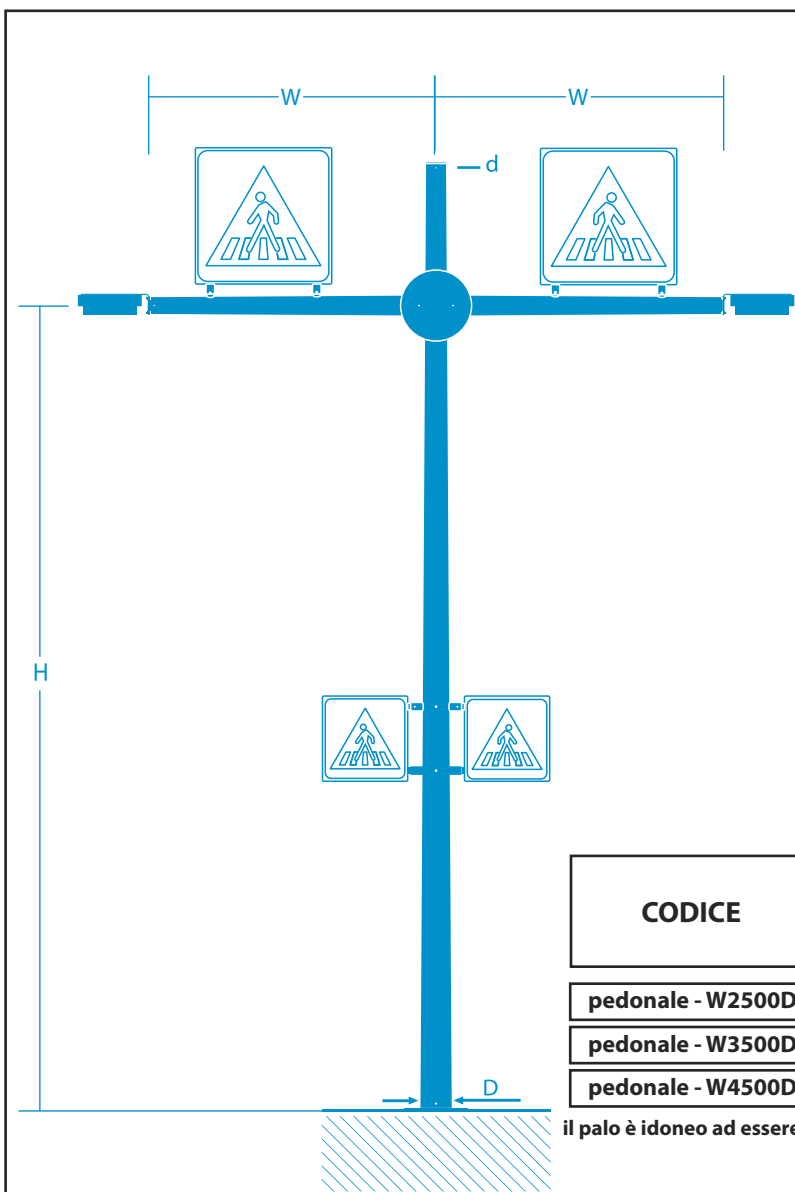 W W
d
H
D
CODICE
pedonale - W2500D
pedonale - W3500D
pedonale - W4500D
il palo è idoneo ad essere